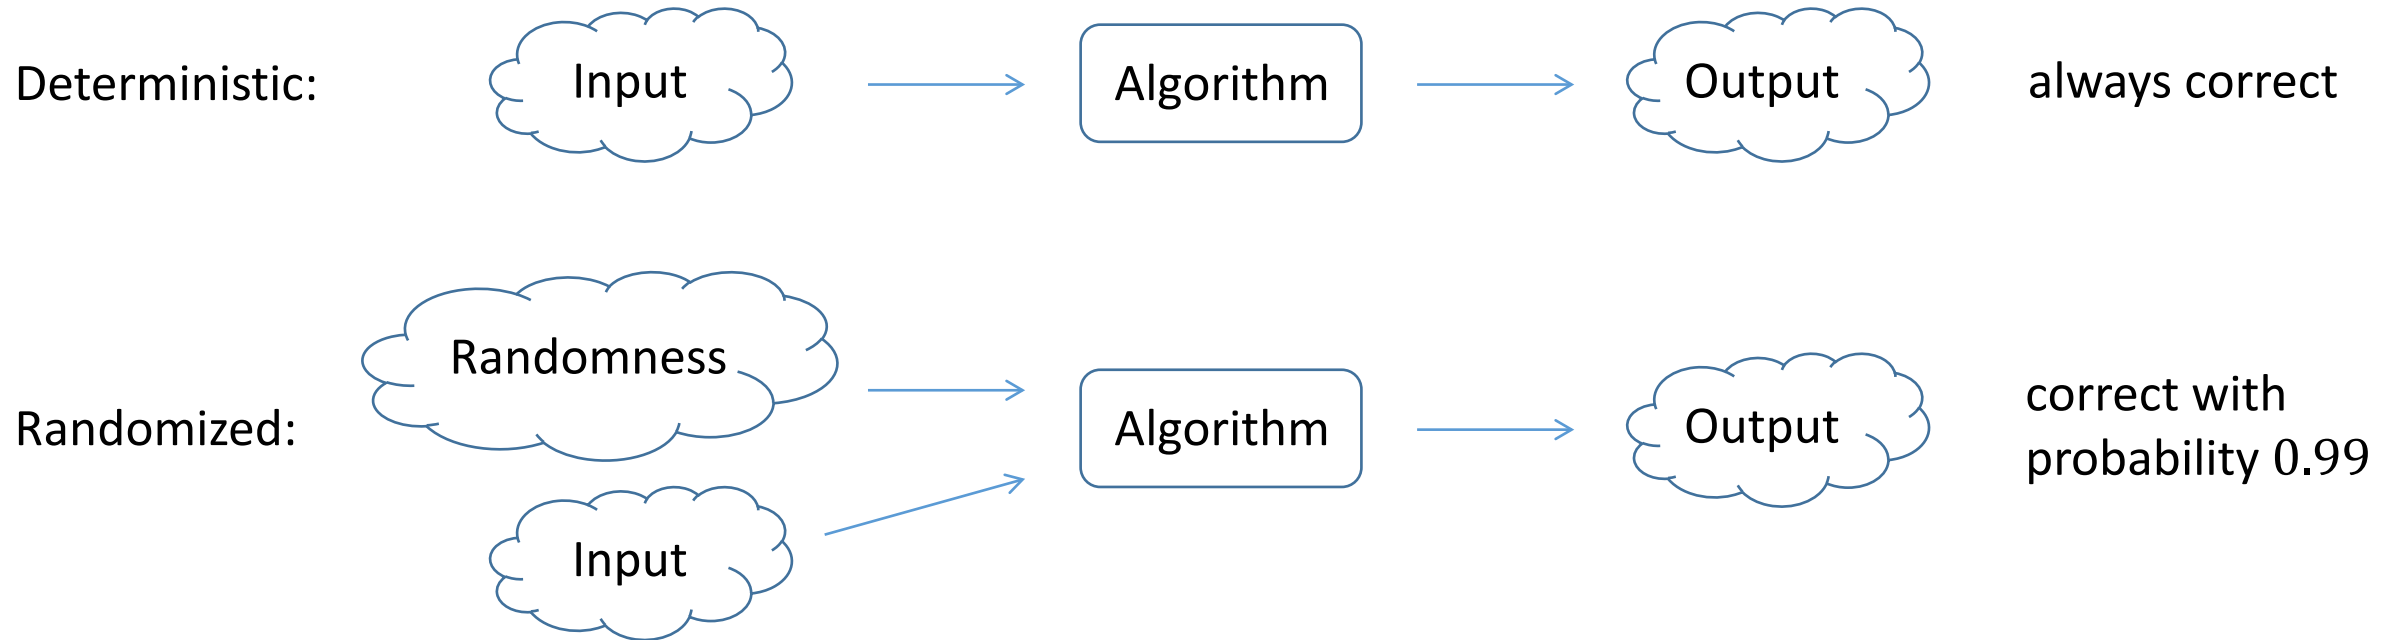 Deterministic:
Input
Algorithm
Output
always correct
Randomized:
Randomness
Input
Algorithm
Output
correct with
probability 0.99